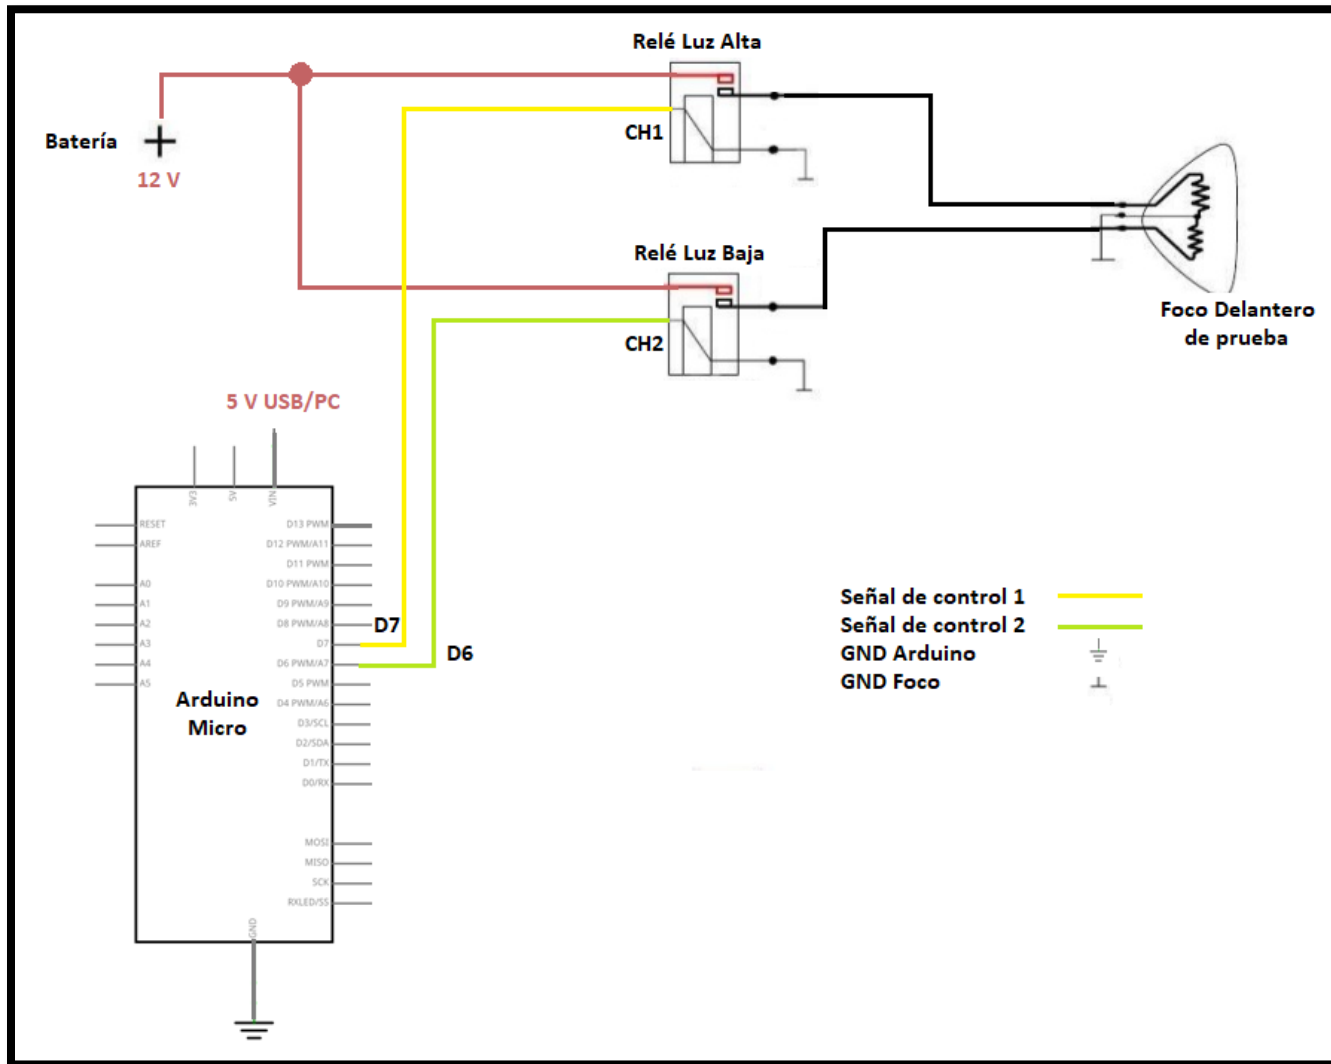 Relé Luz Alta
Batería
12 V
CH1
Relé Luz Baja
CH2
Foco Delantero
de prueba
5 V USB/PC
3V3
5V
VIN
RESET
AREF
A0
A1
A2
A3
A4
A5
D13 PWM
D12 PWM/A11
D11 PWM
D10 PWM/A10
D9 PWM/A9
D8 PWM/A8
D7
D6 PWM/A7
D5 PWM
D4 PWM/A6
D3/SCL
D2/SDA
D1/TX
D0/RX
MOSI
MISO
SCK
RXLED/SS
GND
Arduino
Micro
D7
D6
Señal de control 1
Señal de control 2
GND Arduino
GND Foco